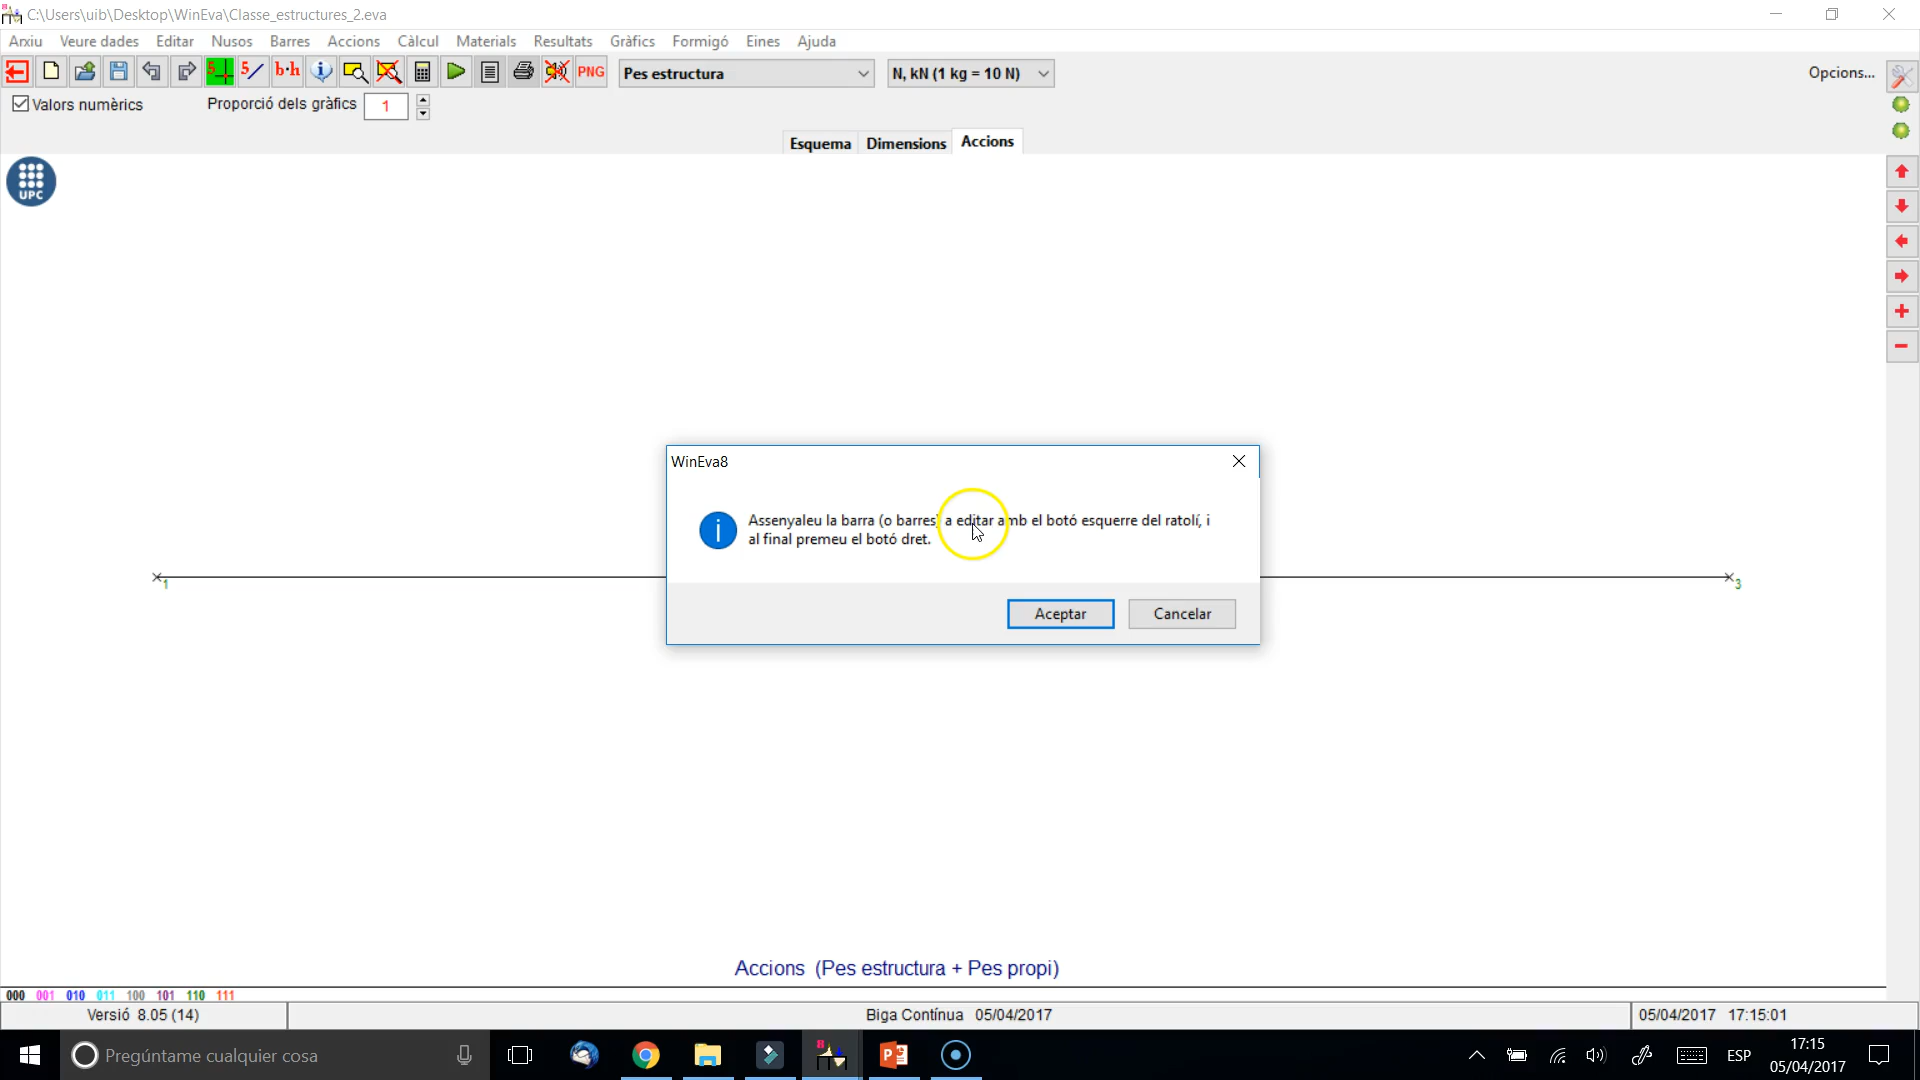 C:\Users\uib\Desktop\WinEva\Classe_estructures_2.eva
Arxiu Veure dades Editar Nusos Barres Accions Càlcul Materials Resultats Gràfics Formigó Eines Ajuda
5 5 b·h i PNG Pes estructura N, kN (1 kg = 10 N) Opcions...
Valors numèrics Proporció dels gràfics 1
Esquema Dimensions Accions
UPC
WinEva8
Assenyaleu la barra (o barres) a editar amb el botó esquerre del ratolí, i
al final premeu el botó dret.
1 3
Aceptar Cancelar
Accions (Pes estructura + Pes propi)
000 001 010 011 100 101 110 111
Versió 8.05 (14) Biga Contínua 05/04/2017 05/04/2017 17:15:01
Pregúntame cualquier cosa ESP 17:15
05/04/2017